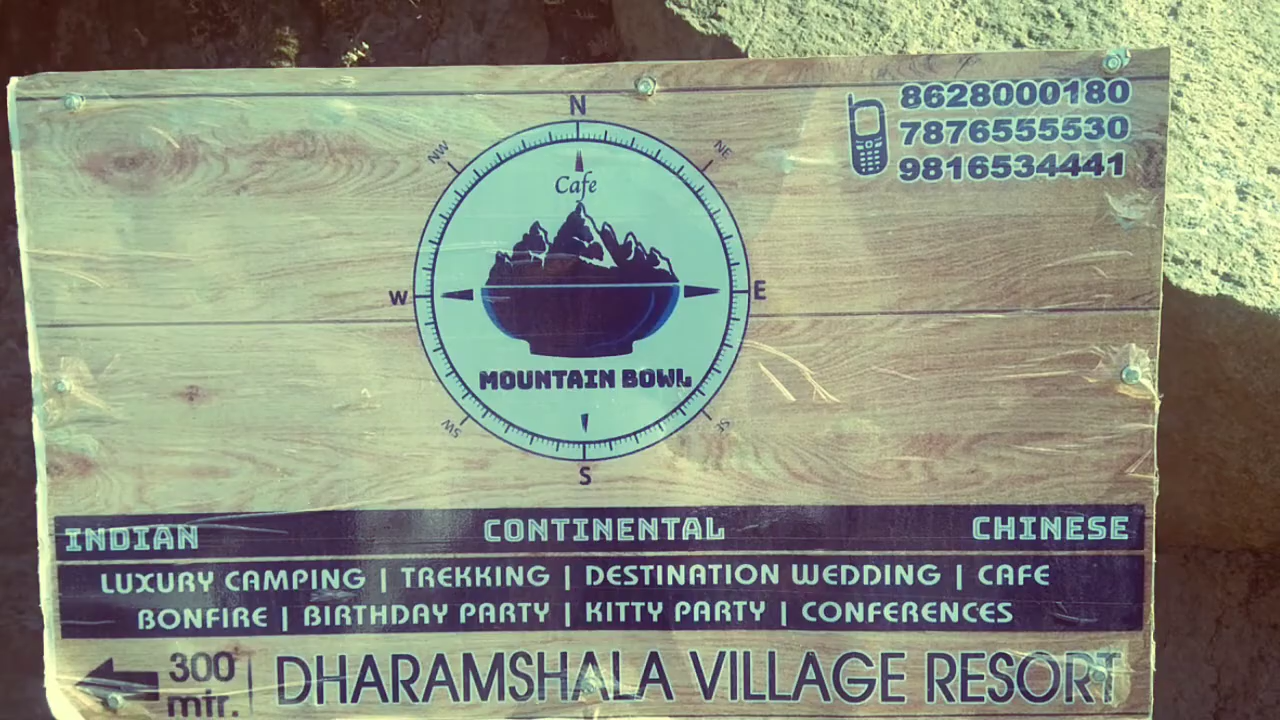 8628000180
7876555530
9816534441
N
NW
NE
Cafe
W
E
MOUNTAIN BOWL
SW
SE
S
INDIAN CONTINENTAL CHINESE
LUXURY CAMPING | TREKKING | DESTINATION WEDDING | CAFE
BONFIRE | BIRTHDAY PARTY | KITTY PARTY | CONFERENCES
300 mtr.
DHARAMSHALA VILLAGE RESORT